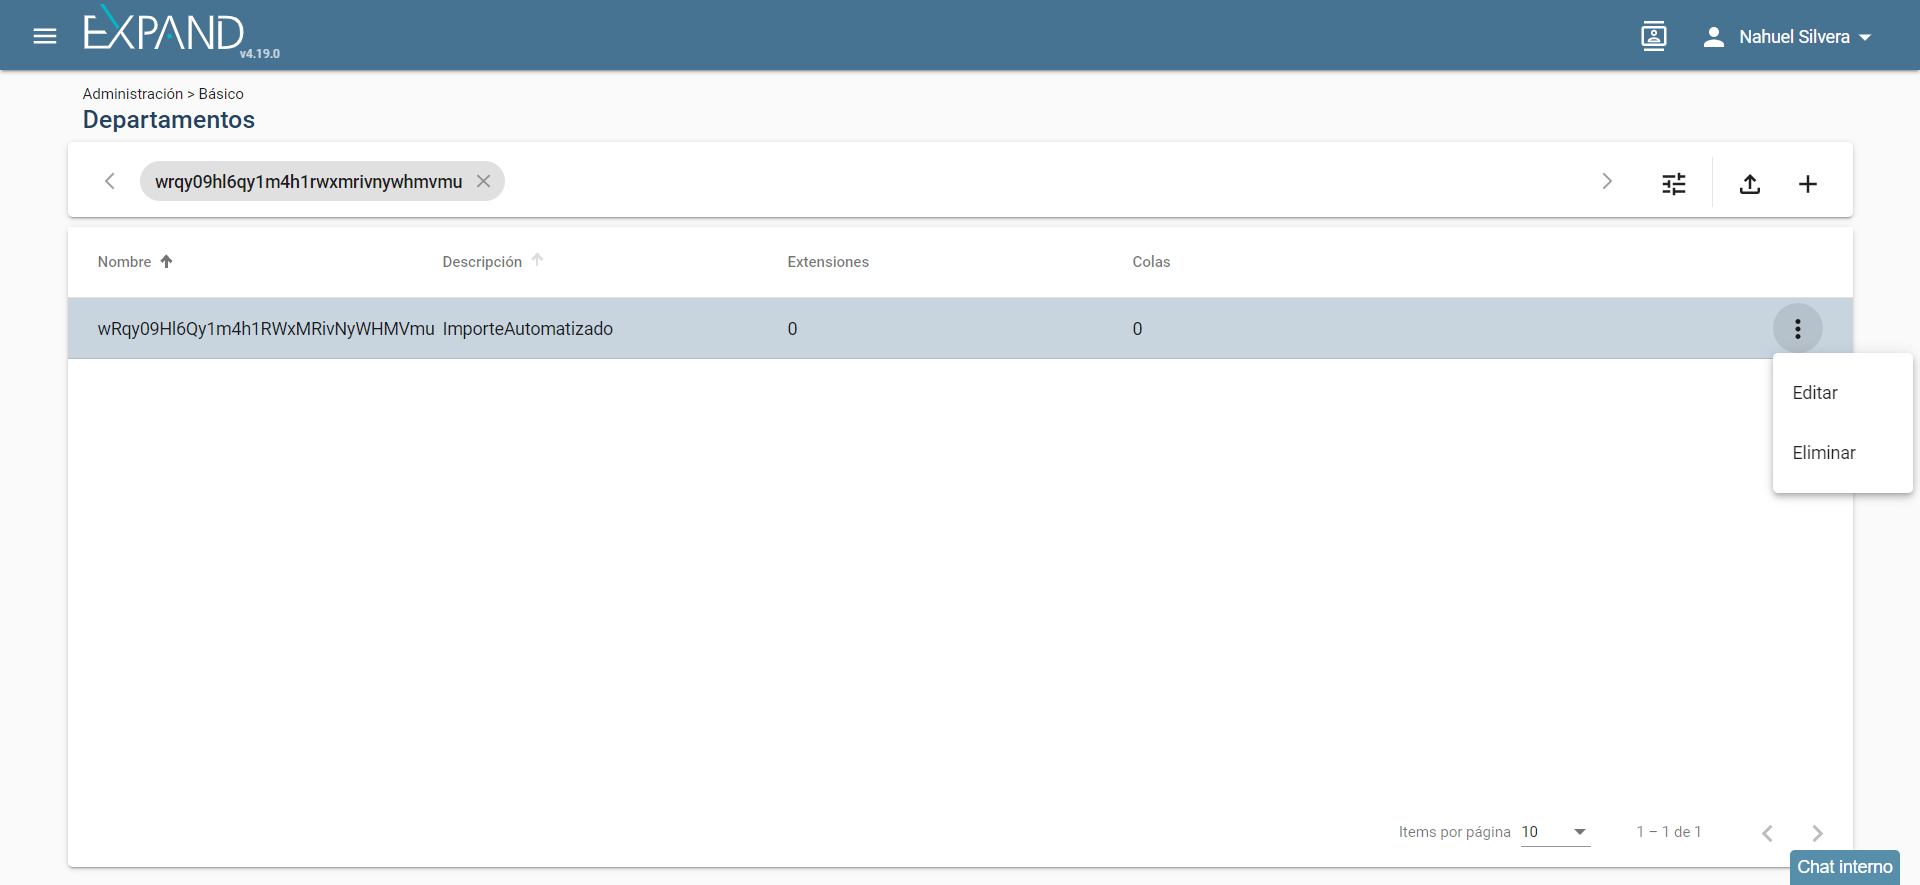 EXPAND
v4.19.0
Nahuel Silvera
Administración > Básico
Departamentos
wrqy09hl6qy1m4h1rwxmrivnywhmvmu
Nombre Descripción Extensiones Colas
wRqy09Hl6Qy1m4h1RWxMRivNyWHMVmu ImporteAutomatizado 0 0
Editar
Eliminar
Items por página 10 1 – 1 de 1
Chat interno